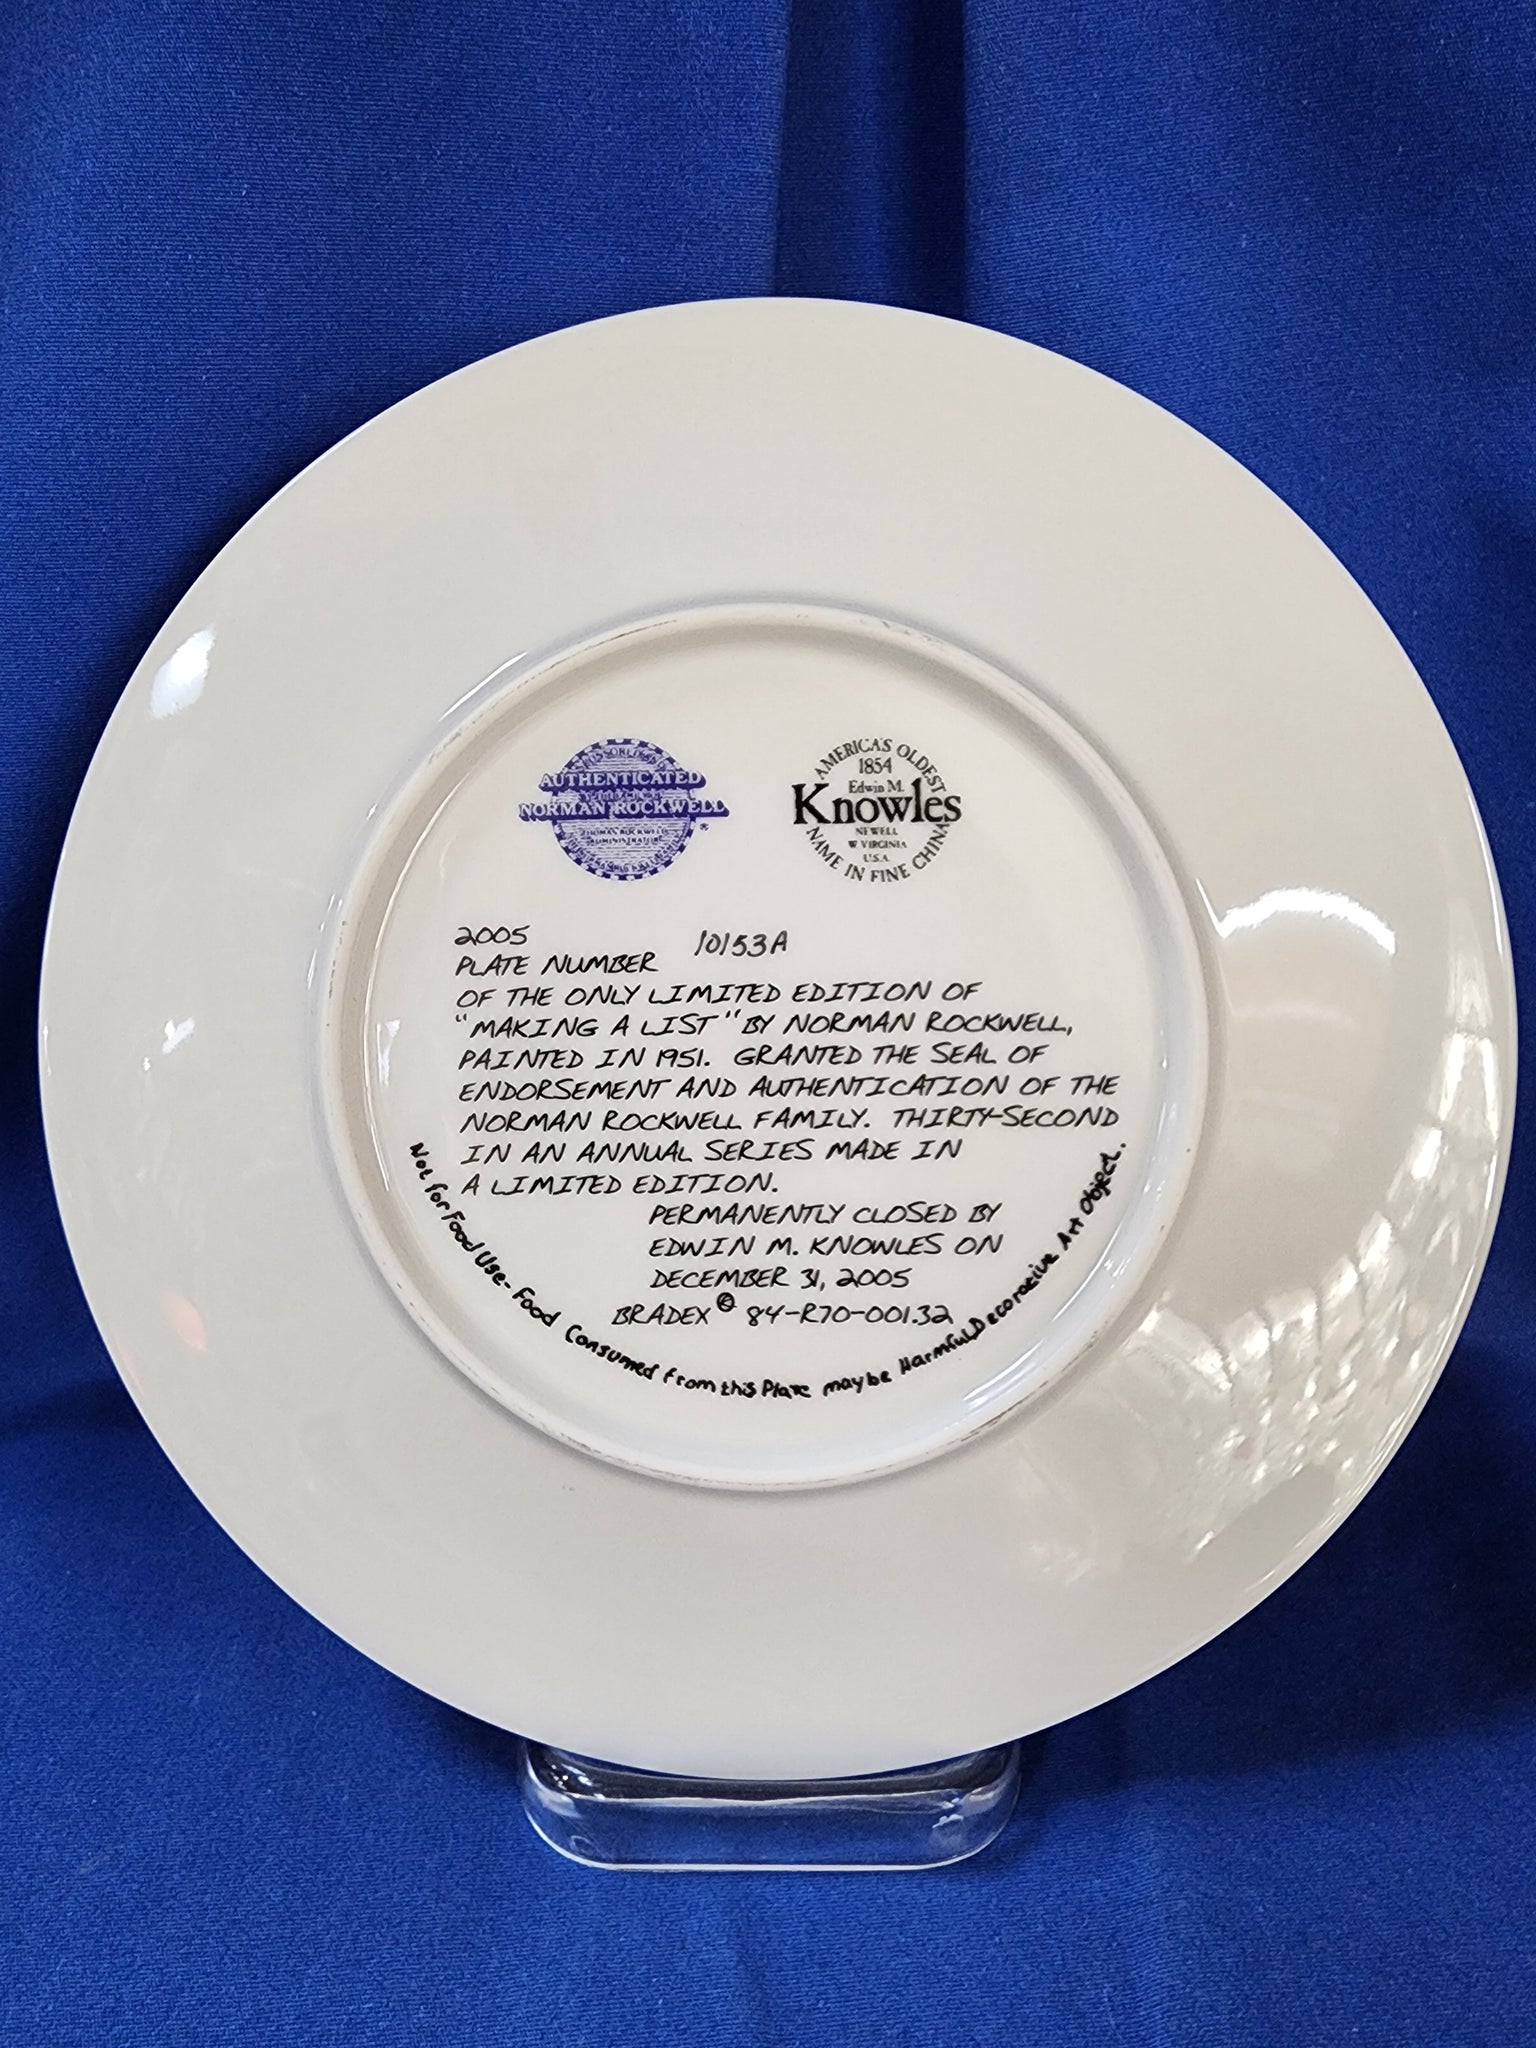 AUTHENTICATED
NORMAN ROCKWELL
THOMAS ROCKWELL
ADMINISTRATOR
®
AMERICA'S OLDEST
1854
Edwin M.
Knowles
NEWELL
W VIRGINIA
U.S.A
NAME IN FINE CHINA
2005
PLATE NUMBER 10153A
OF THE ONLY LIMITED EDITION OF
"MAKING A LIST" BY NORMAN ROCKWELL,
PAINTED IN 1951. GRANTED THE SEAL OF
ENDORSEMENT AND AUTHENTICATION OF THE
NORMAN ROCKWELL FAMILY. THIRTY-SECOND
IN AN ANNUAL SERIES MADE IN
A LIMITED EDITION.
PERMANENTLY CLOSED BY
EDWIN M. KNOWLES ON
DECEMBER 31, 2005
BRADEX® 84-R70-001.32
Not for Food Use - Food Consumed from this Plate may be Harmful. Decorative Art Object.